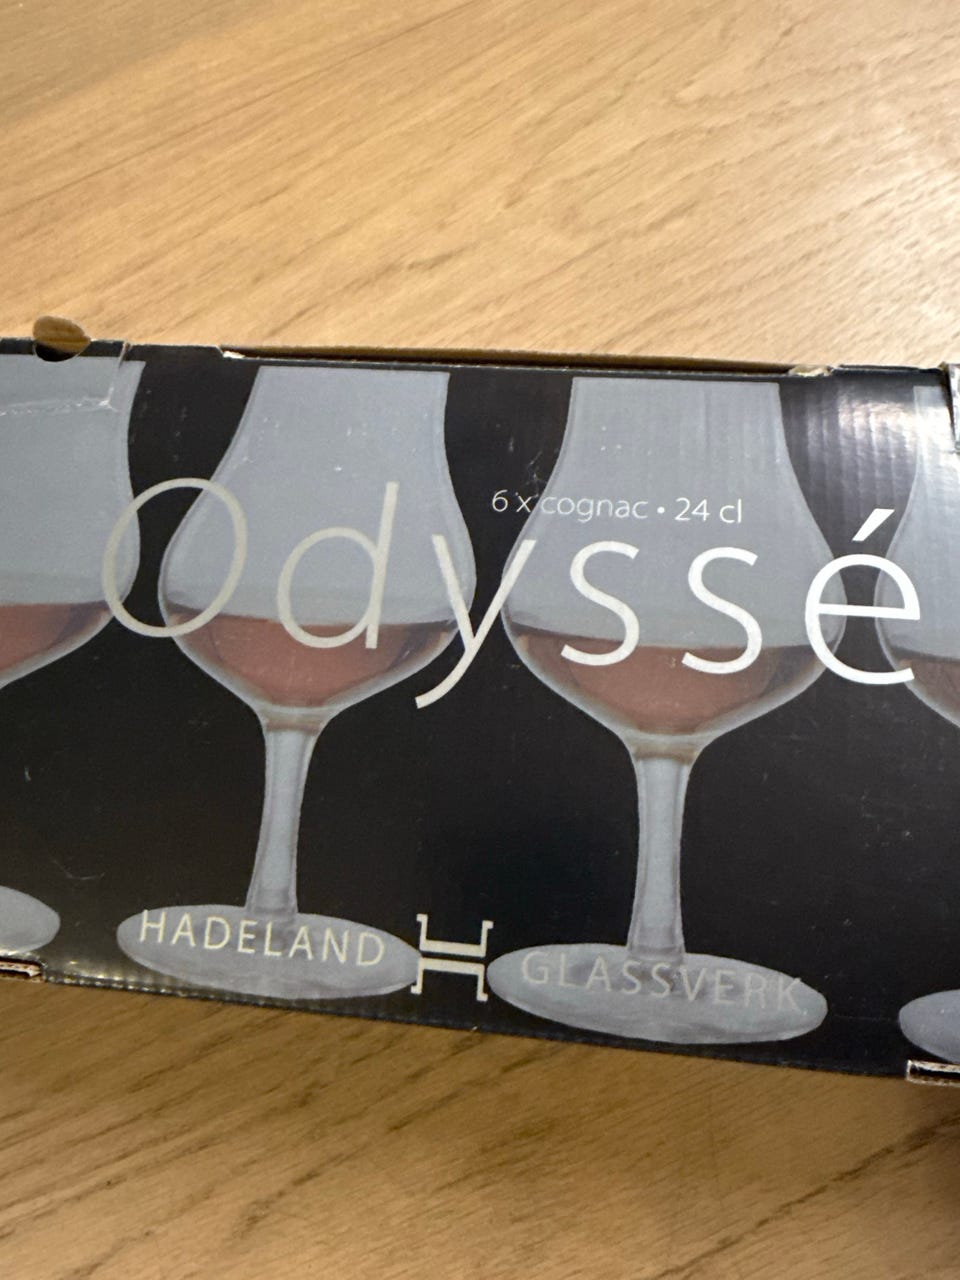 6 x cognac • 24 cl
Odyssé
HADELAND GLASSVERK